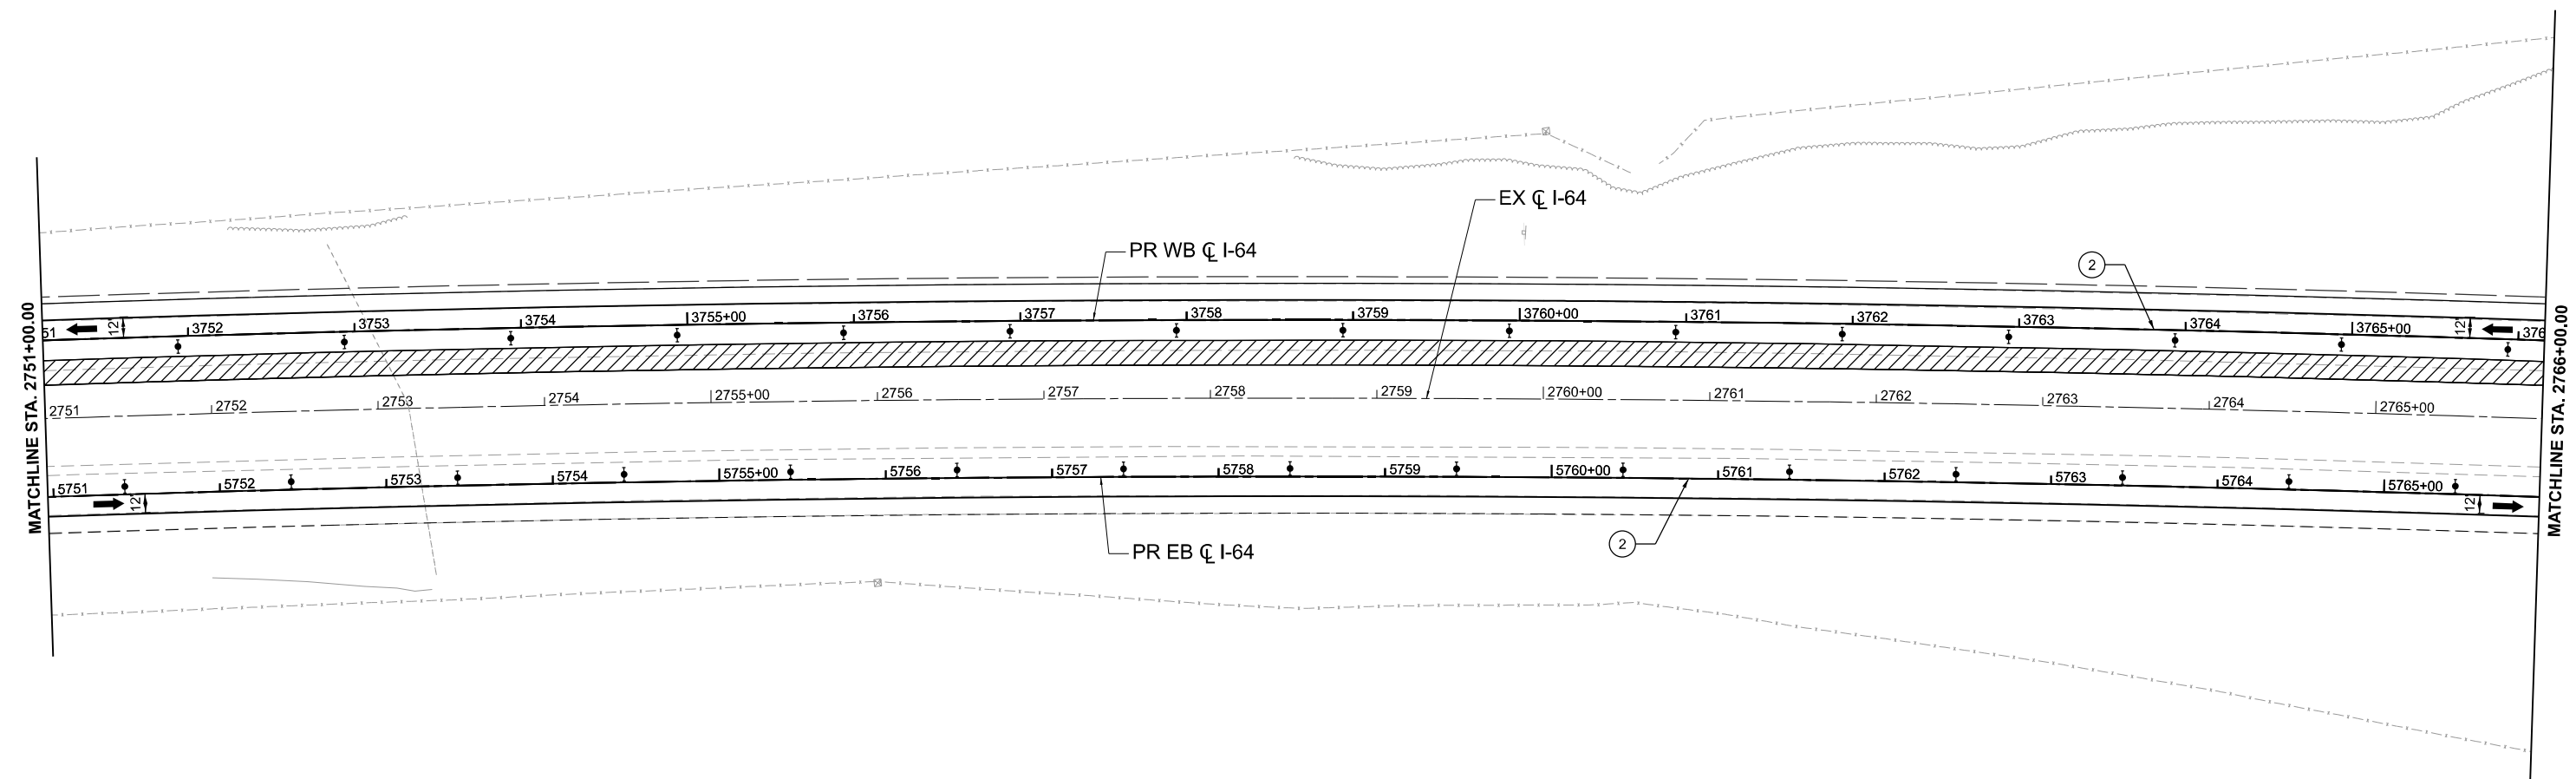 EX ℄ I-64
PR WB ℄ I-64
2
MATCHLINE STA. 2751+00.00
MATCHLINE STA. 2766+00.00
51 12' 3752 3753 3754 3755+00 3756 3757 3758 3759 3760+00 3761 3762 3763 3764 3765+00 12' 376
2751 2752 2753 2754 2755+00 2756 2757 2758 2759 2760+00 2761 2762 2763 2764 2765+00
5751 12' 5752 5753 5754 5755+00 5756 5757 5758 5759 5760+00 5761 5762 5763 5764 5765+00 12'
PR EB ℄ I-64
2